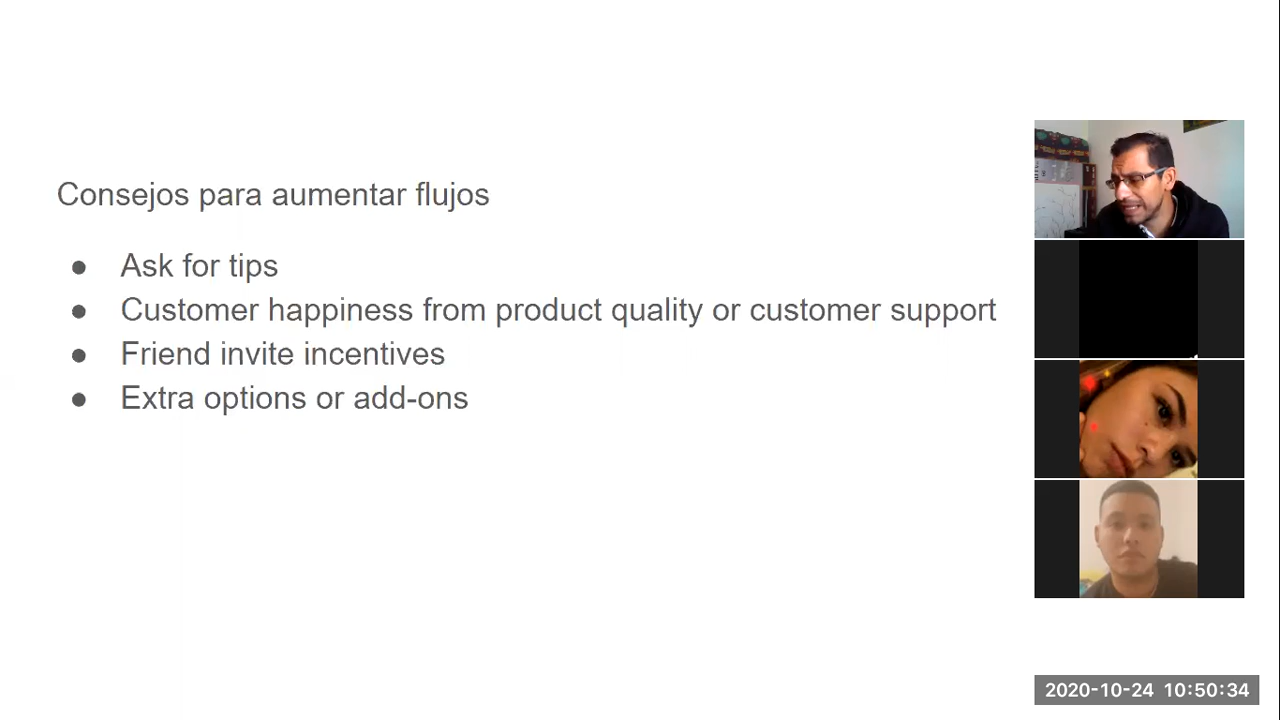 Consejos para aumentar flujos
● Ask for tips
● Customer happiness from product quality or customer support
● Friend invite incentives
● Extra options or add-ons
2020-10-24 10:50:34